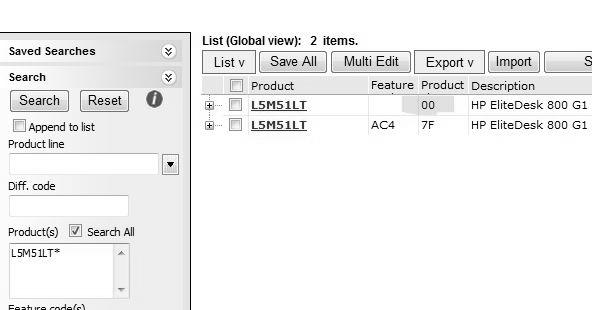 List (Global view): 2 items.
Saved Searches
List v Save All Multi Edit Export v Import S
Search
Product Feature Product Description
Search Reset i
L5M51LT 00 HP EliteDesk 800 G1
Append to list
L5M51LT AC4 7F HP EliteDesk 800 G1
Product line
Diff. code
Product(s) Search All
L5M51LT*
Feature code(s)